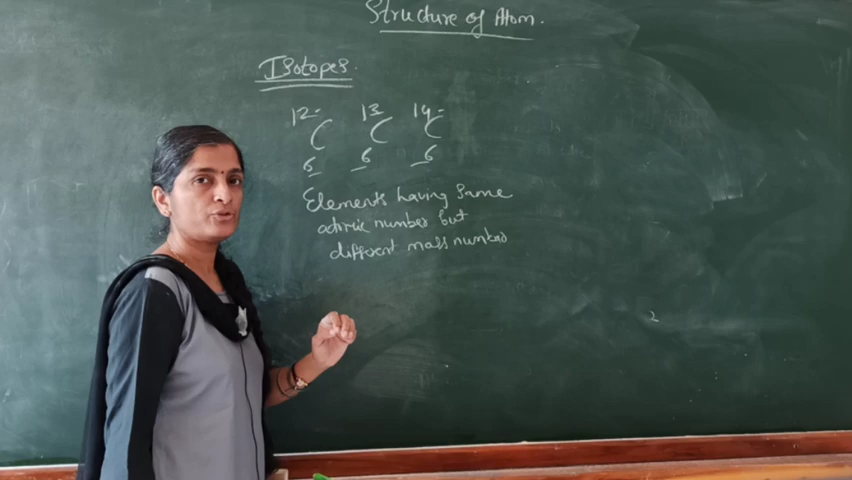 Structure of Atom.
Isotopes.
12 13 14
C C C
6 6 6
Elements having same
atomic number but
different mass number